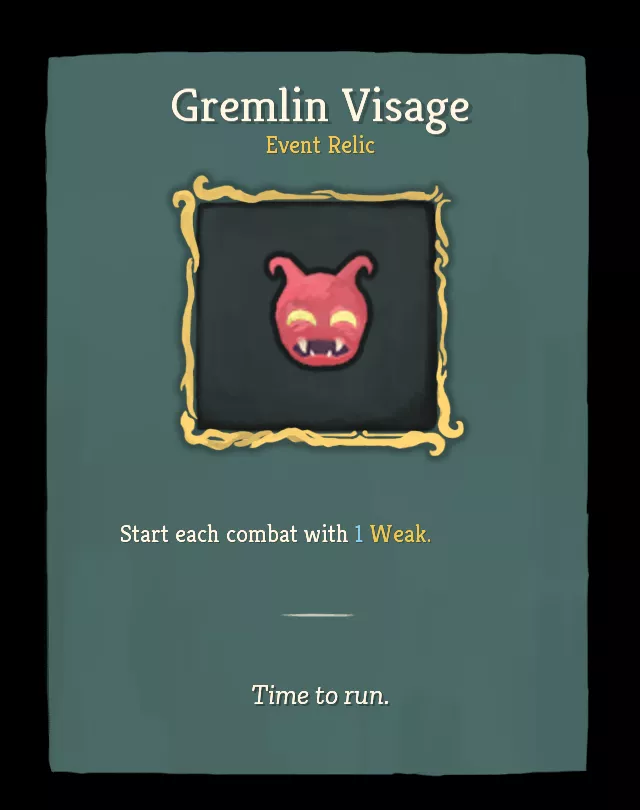 Gremlin Visage
Event Relic
Start each combat with 1 Weak.
Time to run.